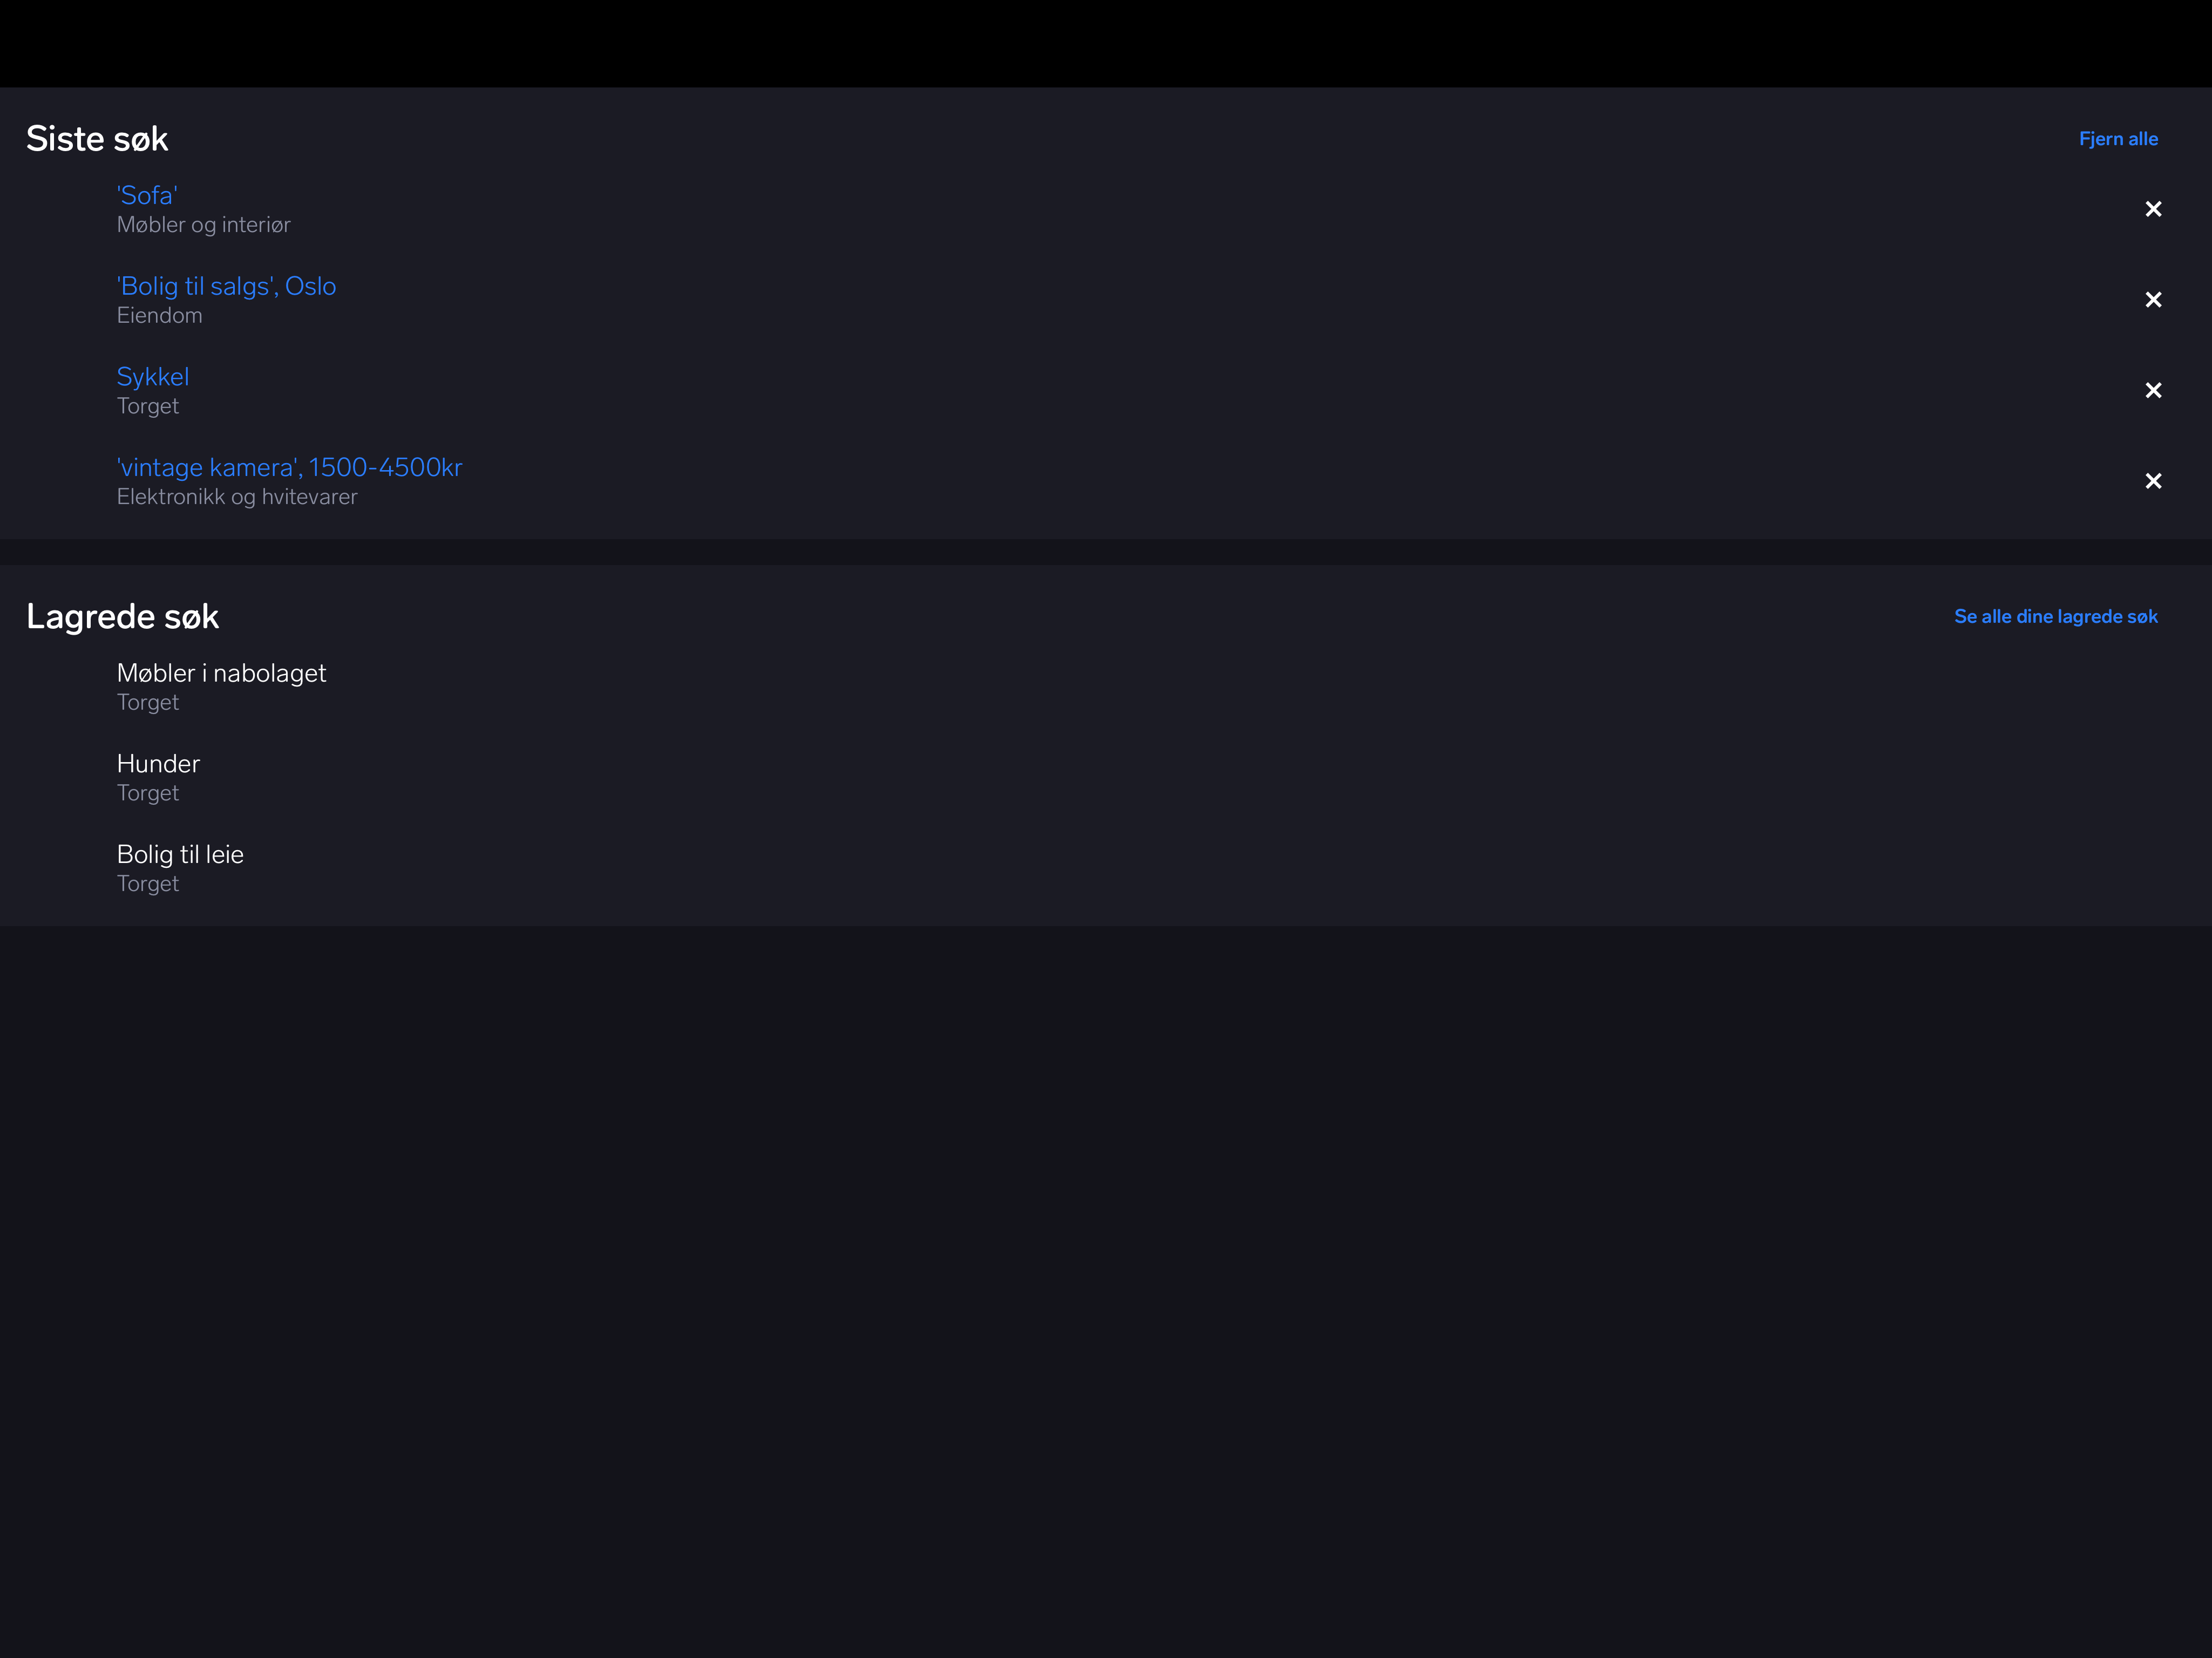 Siste søk
Fjern alle
'Sofa'
Møbler og interiør
'Bolig til salgs', Oslo
Eiendom
Sykkel
Torget
'vintage kamera', 1500-4500kr
Elektronikk og hvitevarer
Lagrede søk
Se alle dine lagrede søk
Møbler i nabolaget
Torget
Hunder
Torget
Bolig til leie
Torget